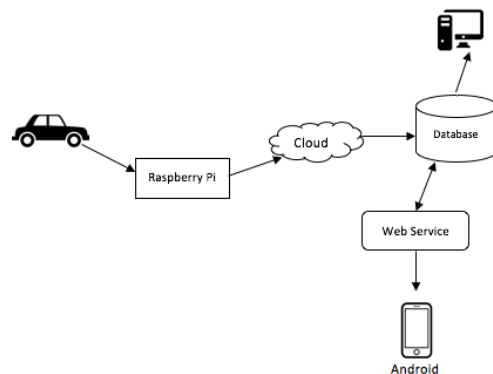 Database
Cloud
Raspberry Pi
Web Service
Android